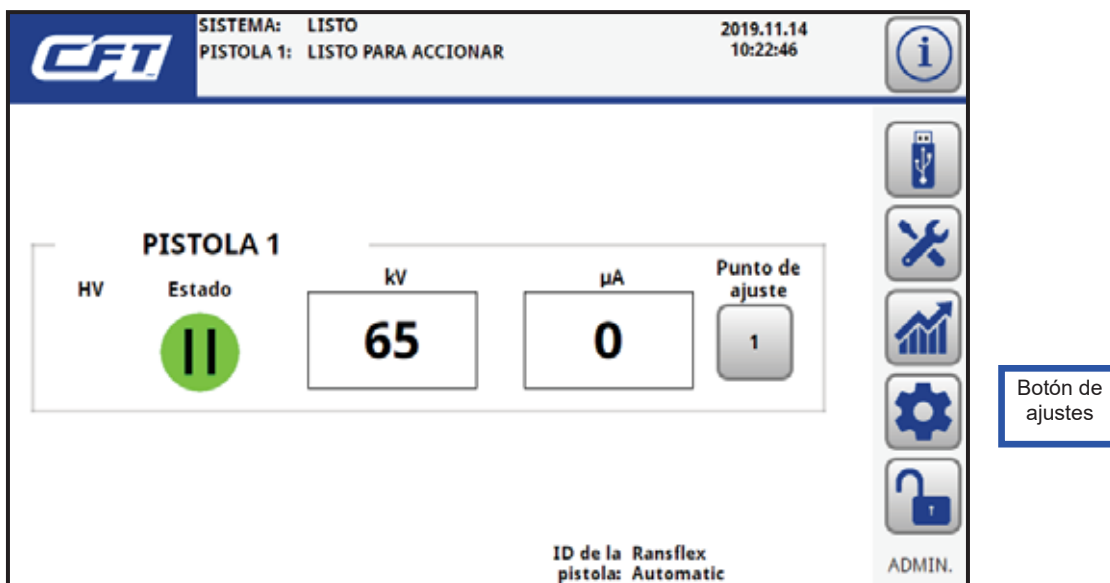 CFT
SISTEMA: LISTO
PISTOLA 1: LISTO PARA ACCIONAR
2019.11.14
10:22:46
i
PISTOLA 1
HV
Estado
kV
µA
Punto de
ajuste
65
0
1
Botón de
ajustes
ID de la Ransflex
pistola: Automatic
ADMIN.